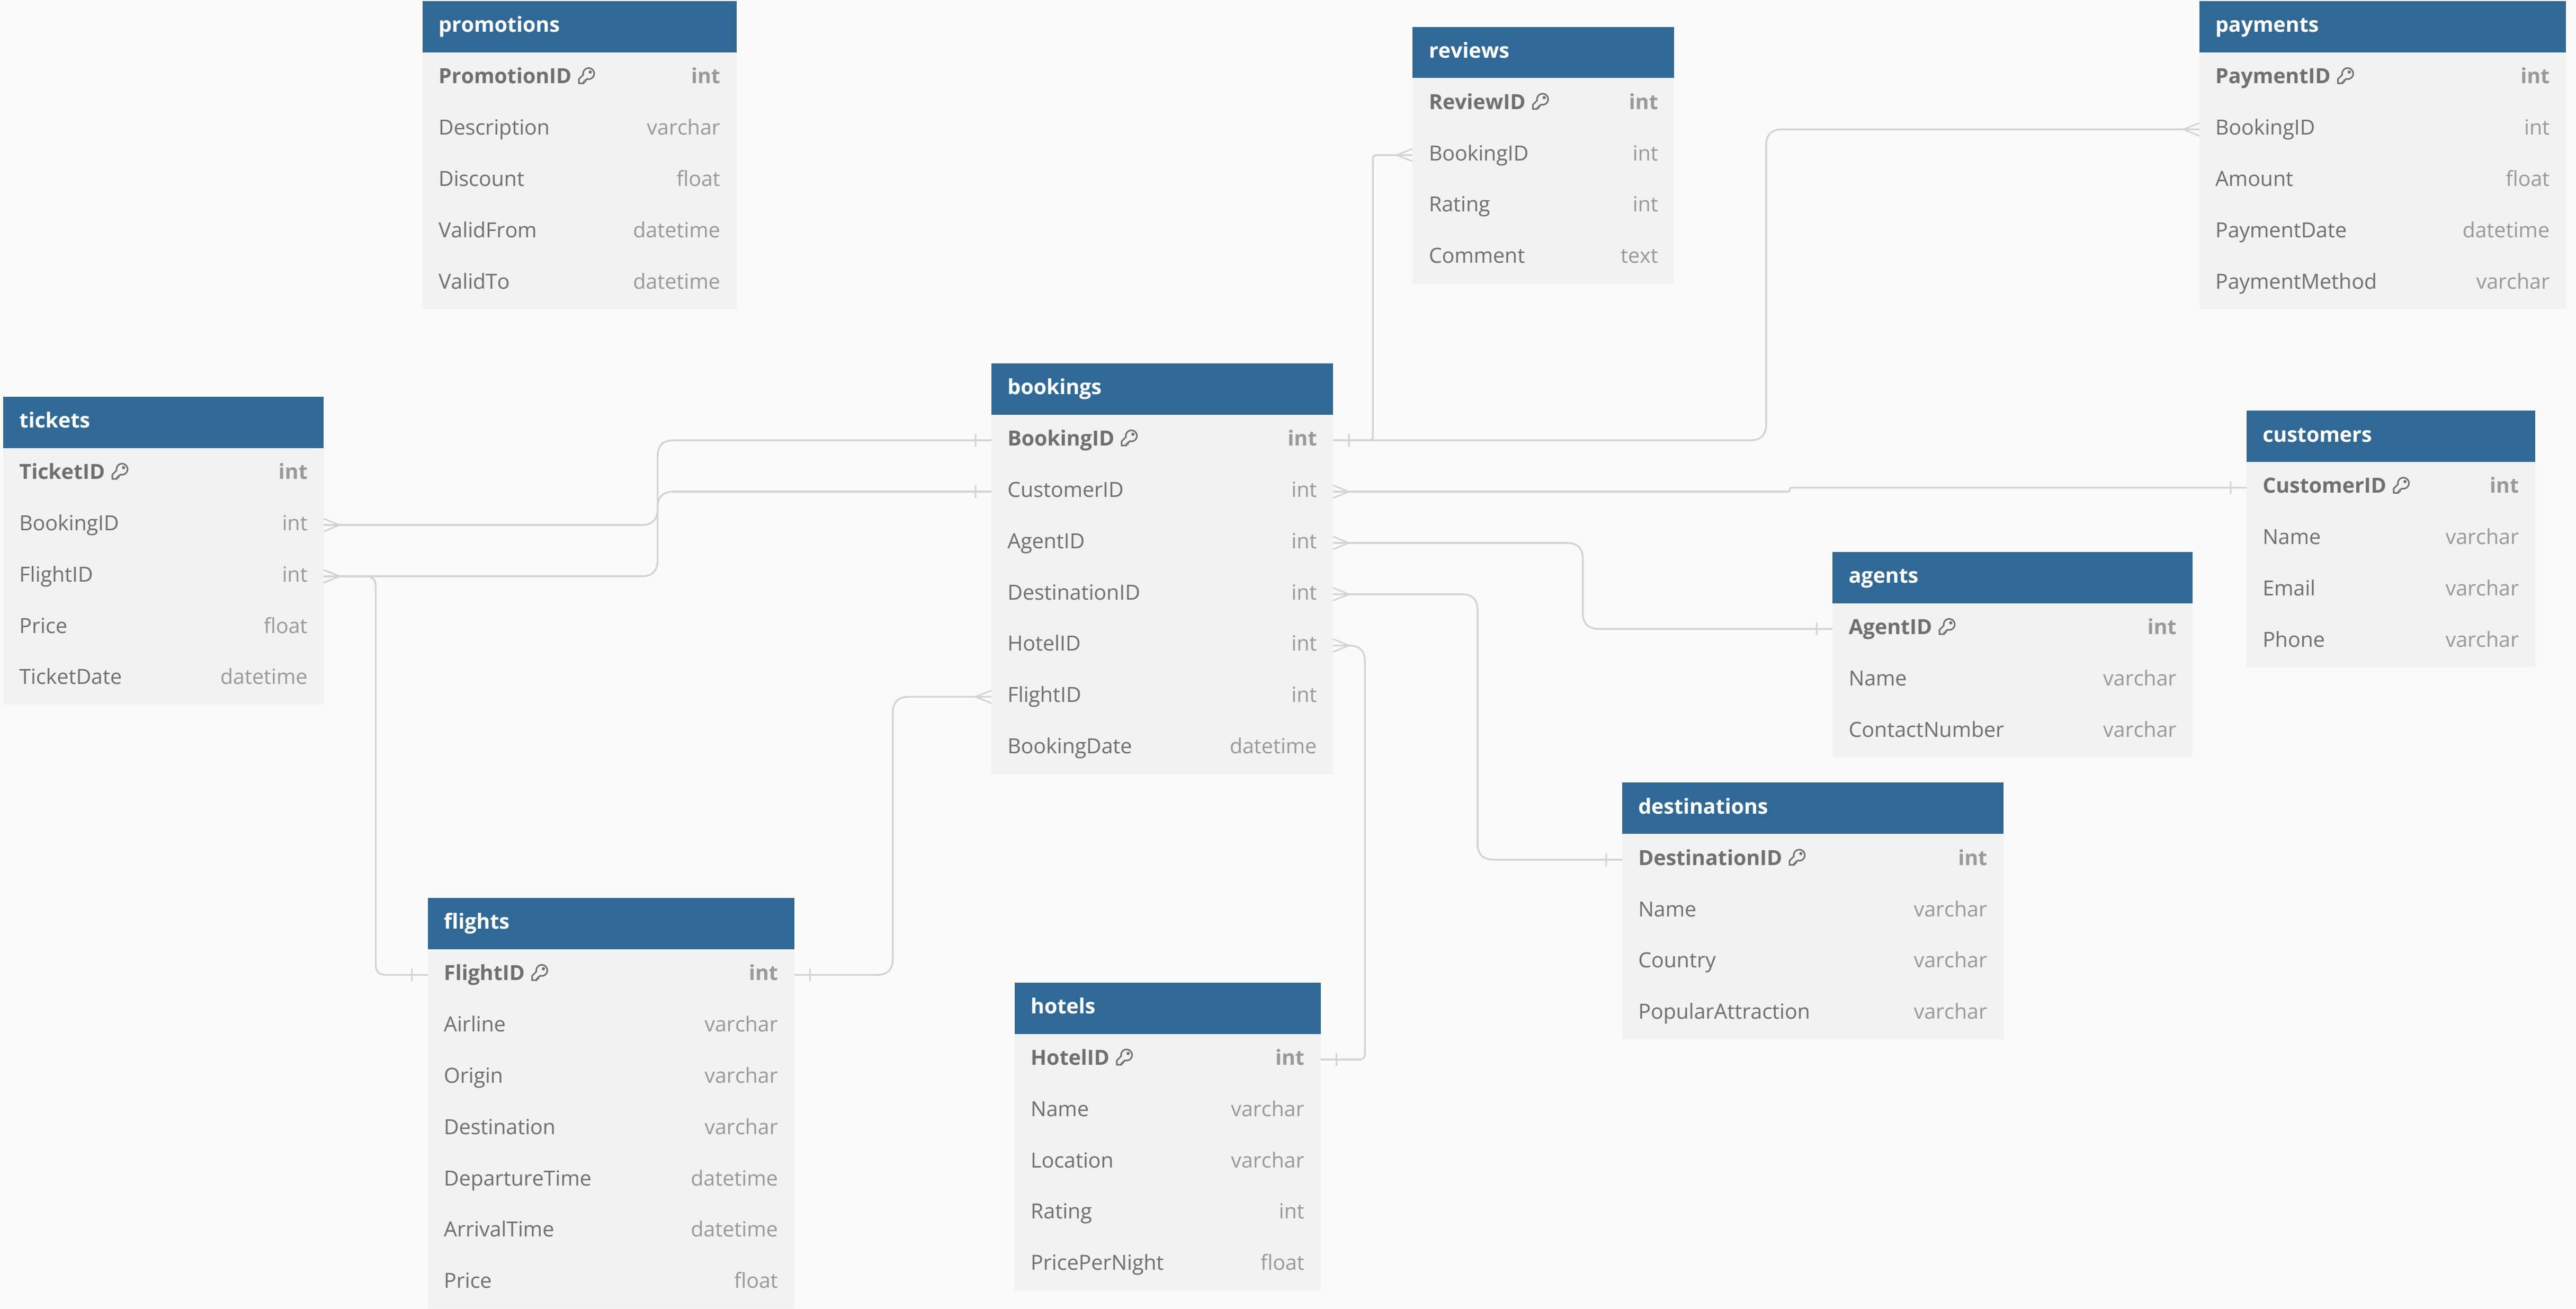 promotions
PromotionID int
Description varchar
Discount float
ValidFrom datetime
ValidTo datetime
reviews
ReviewID int
BookingID int
Rating int
Comment text
payments
PaymentID int
BookingID int
Amount float
PaymentDate datetime
PaymentMethod varchar
tickets
TicketID int
BookingID int
FlightID int
Price float
TicketDate datetime
bookings
BookingID int
CustomerID int
AgentID int
DestinationID int
HotelID int
FlightID int
BookingDate datetime
customers
CustomerID int
Name varchar
Email varchar
Phone varchar
agents
AgentID int
Name varchar
ContactNumber varchar
destinations
DestinationID int
Name varchar
Country varchar
PopularAttraction varchar
flights
FlightID int
Airline varchar
Origin varchar
Destination varchar
DepartureTime datetime
ArrivalTime datetime
Price float
hotels
HotelID int
Name varchar
Location varchar
Rating int
PricePerNight float